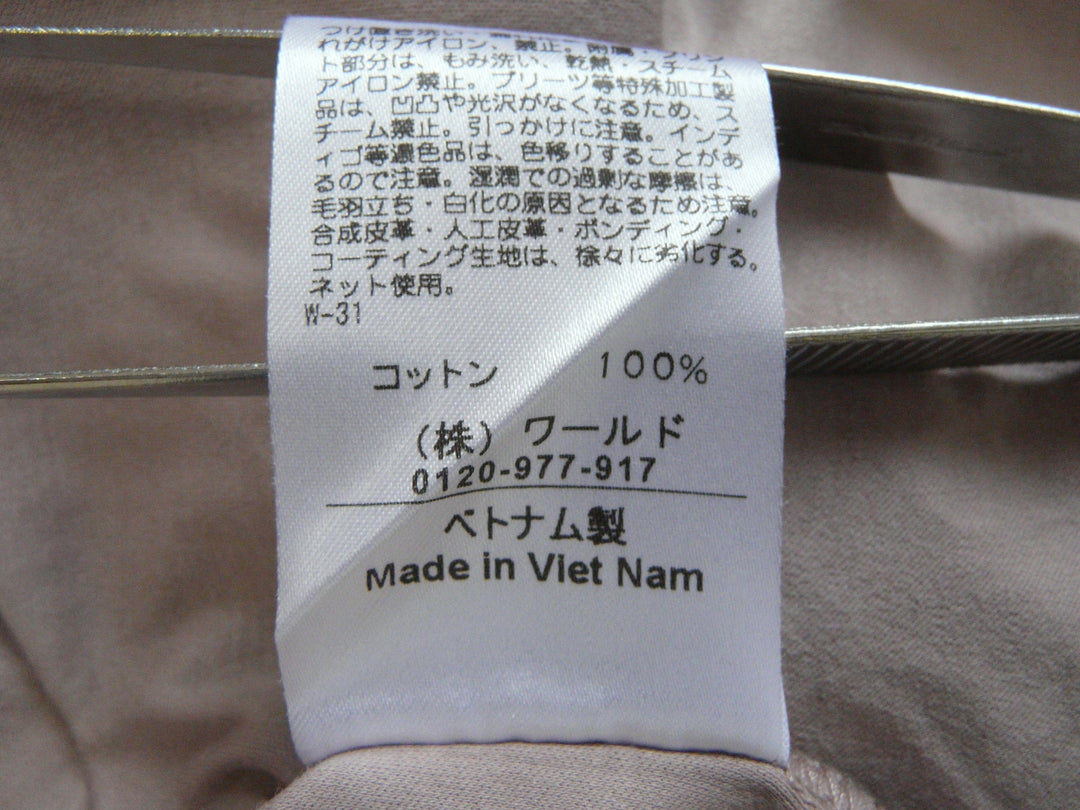 れがけアイロン、禁止。附属・プリン
ト部分は、もみ洗い、乾熱・スチーム
アイロン禁止。プリーツ等特殊加工製
品は、凹凸や光沢がなくなるため、ス
チーム禁止。引っかけに注意。インデ
ィゴ等濃色品は、色移りすることがあ
るので注意。湿潤での過剰な摩擦は、
毛羽立ち・白化の原因となるため注意。
合成皮革・人工皮革・ボンディング・
コーティング生地は、徐々に劣化する。
ネット使用。
W-31
コットン 100%
(株) ワールド
0120-977-917
ベトナム製
Made in Viet Nam